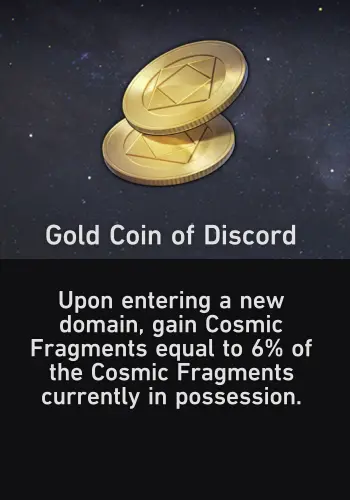 Gold Coin of Discord
Upon entering a new
domain, gain Cosmic
Fragments equal to 6% of
the Cosmic Fragments
currently in possession.